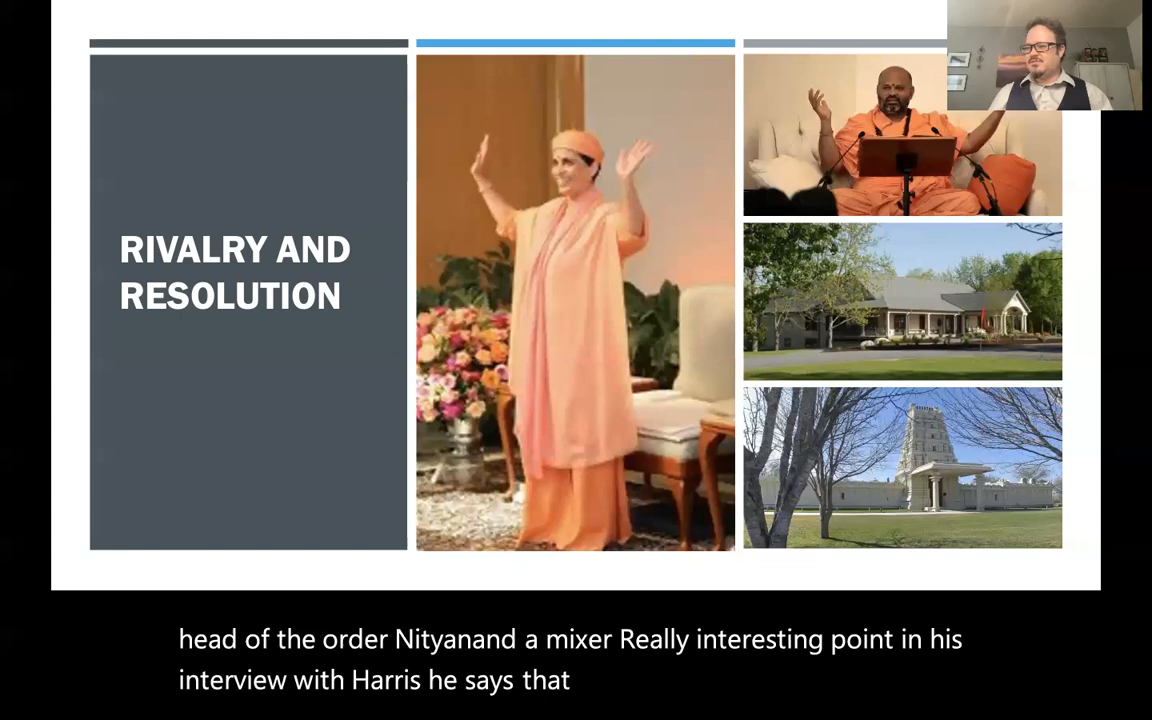 RIVALRY AND
RESOLUTION
head of the order Nityanand a mixer Really interesting point in his
interview with Harris he says that